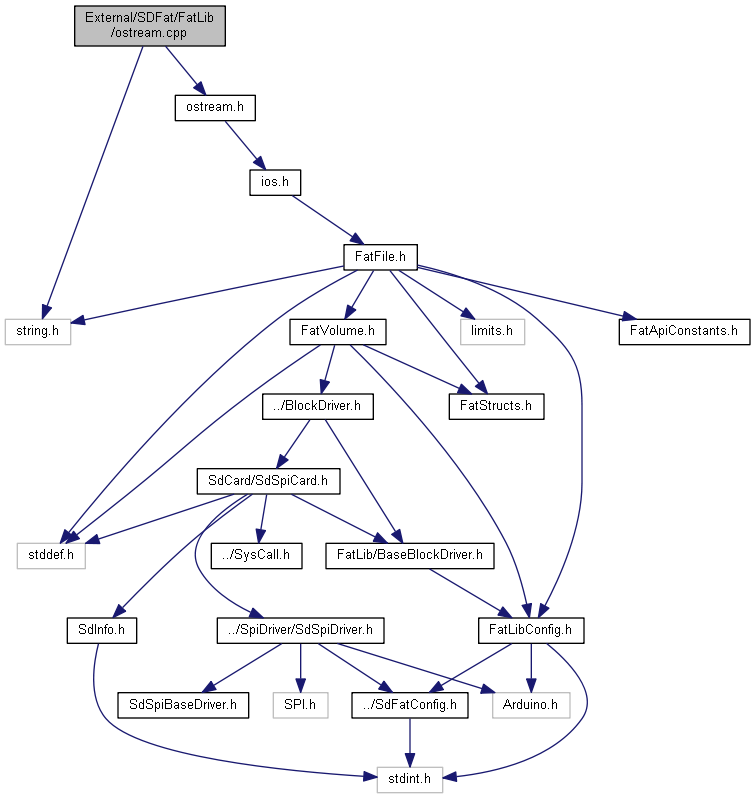 External/SDFat/FatLib
/ostream.cpp
ostream.h
ios.h
FatFile.h
string.h
FatVolume.h
limits.h
FatApiConstants.h
../BlockDriver.h
FatStructs.h
SdCard/SdSpiCard.h
stddef.h
../SysCall.h
FatLib/BaseBlockDriver.h
SdInfo.h
../SpiDriver/SdSpiDriver.h
FatLibConfig.h
SdSpiBaseDriver.h
SPI.h
../SdFatConfig.h
Arduino.h
stdint.h